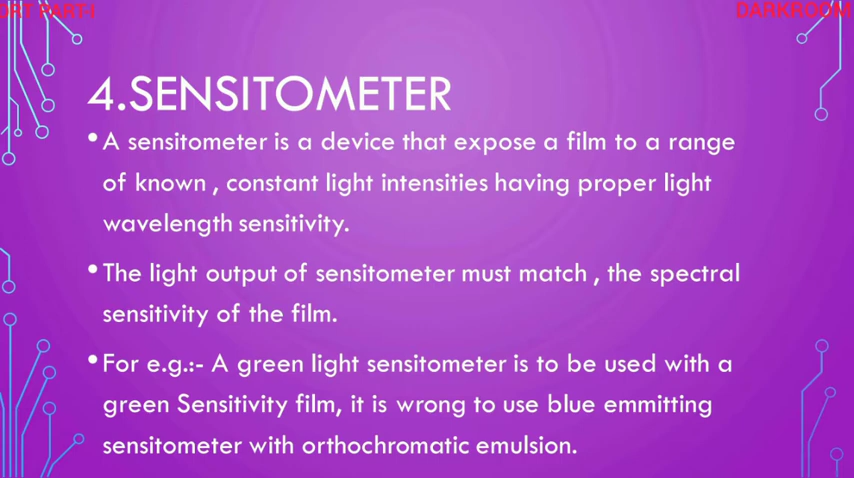 ORT PART-I
DARKROOM
4.SENSITOMETER
•A sensitometer is a device that expose a film to a range
of known , constant light intensities having proper light
wavelength sensitivity.
•The light output of sensitometer must match , the spectral
sensitivity of the film.
•For e.g.:- A green light sensitometer is to be used with a
green Sensitivity film, it is wrong to use blue emmitting
sensitometer with orthochromatic emulsion.